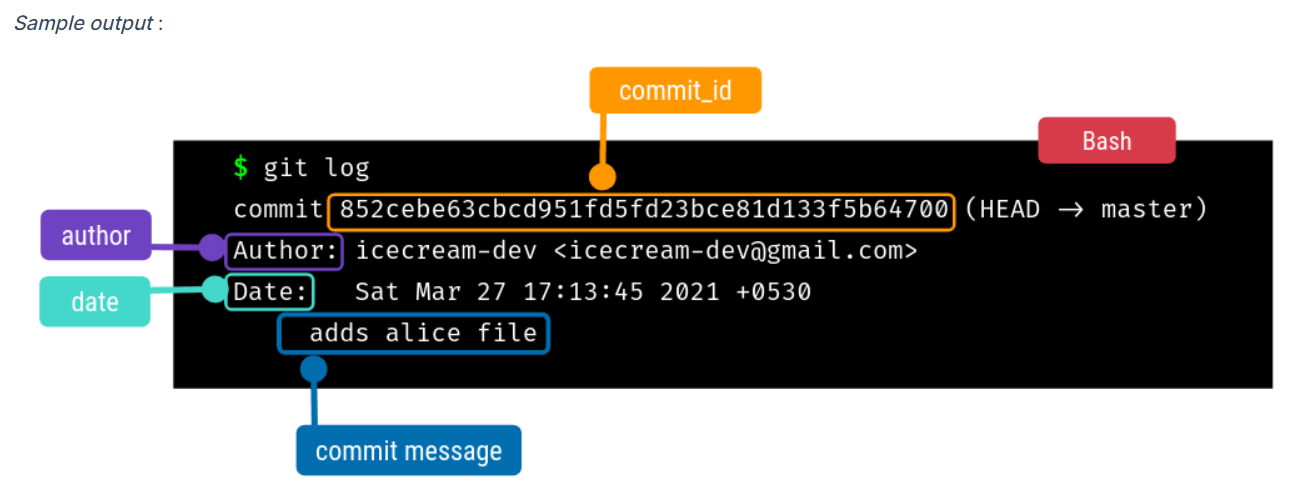 Sample output :
commit_id
Bash
$ git log
commit 852cebe63cbcd951fd5fd23bce81d133f5b64700 (HEAD → master)
author
Author: icecream-dev <icecream-dev@gmail.com>
date
Date: Sat Mar 27 17:13:45 2021 +0530
adds alice file
commit message